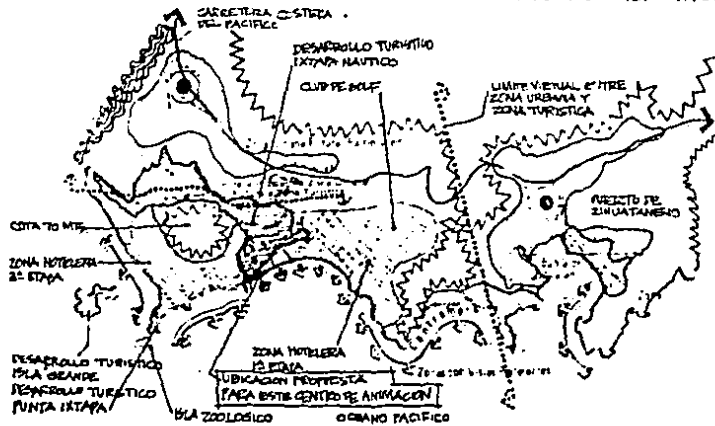 CARRETERA COSTERA
DEL PACIFICO
DESARROLLO TURISTICO
IXTAPA NAUTICO
CLUB DE GOLF
LIMITE VIRTUAL ENTRE
ZONA URBANA Y
ZONA TURISTICA
PUERTO DE
ZIHUATANEJO
COTA 70 MT
ZONA HOTELERA
2ª ETAPA
DESARROLLO TURISTICO
ISLA GRANDE
DESARROLLO TURISTICO
PUNTA IXTAPA
ISLA ZOOLOGICO
ZONA HOTELERA
1ª ETAPA
UBICACION PROPUESTA
PARA ESTE CENTRO DE ANIMACION
OCEANO PACIFICO